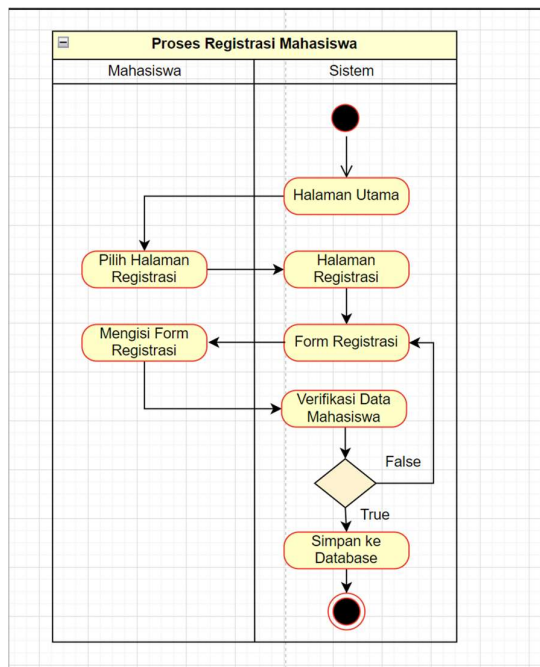 Proses Registrasi Mahasiswa
Mahasiswa
Sistem
Halaman Utama
Pilih Halaman
Registrasi
Halaman
Registrasi
Mengisi Form
Registrasi
Form Registrasi
Verifikasi Data
Mahasiswa
False
True
Simpan ke
Database